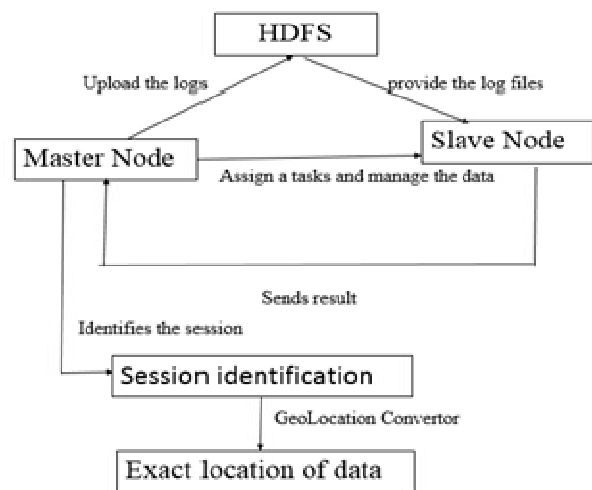 HDFS
Upload the logs
provide the log files
Master Node
Slave Node
Assign a tasks and manage the data
Sends result
Identifies the session
Session identification
GeoLocation Convertor
Exact location of data